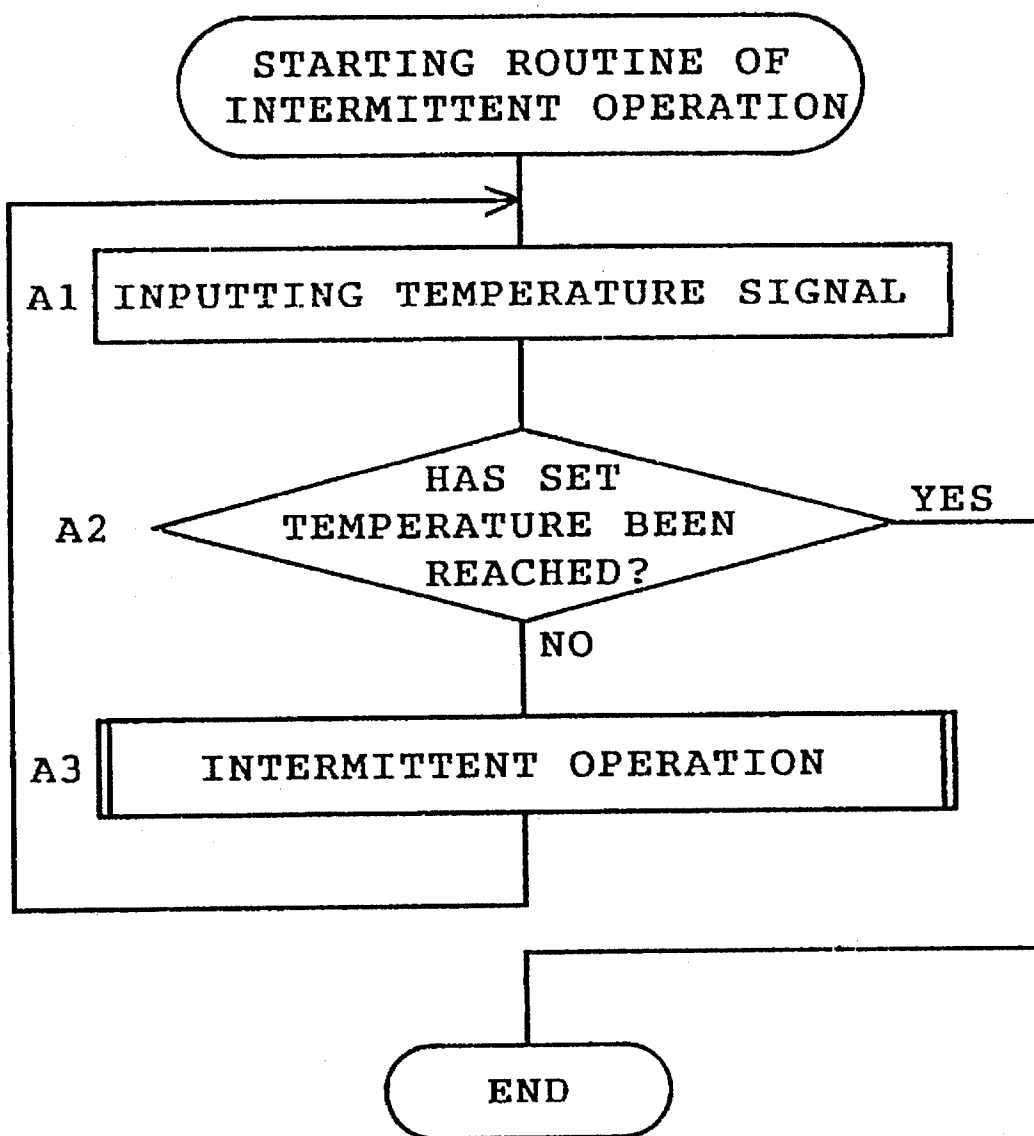 STARTING ROUTINE OF
INTERMITTENT OPERATION
A1
INPUTTING TEMPERATURE SIGNAL
A2
HAS SET
TEMPERATURE BEEN
REACHED?
YES
NO
A3
INTERMITTENT OPERATION
END